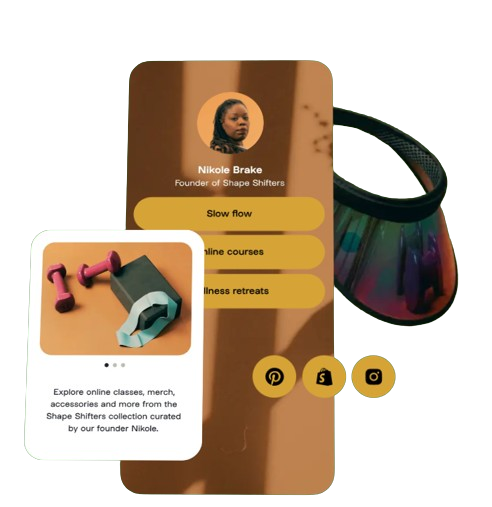 Nikole Brake
Founder of Shape Shifters
Slow flow
nline courses
llness retreats
Explore online classes, merch,
accessories and more from the
Shape Shifters collection curated
by our founder Nikole.